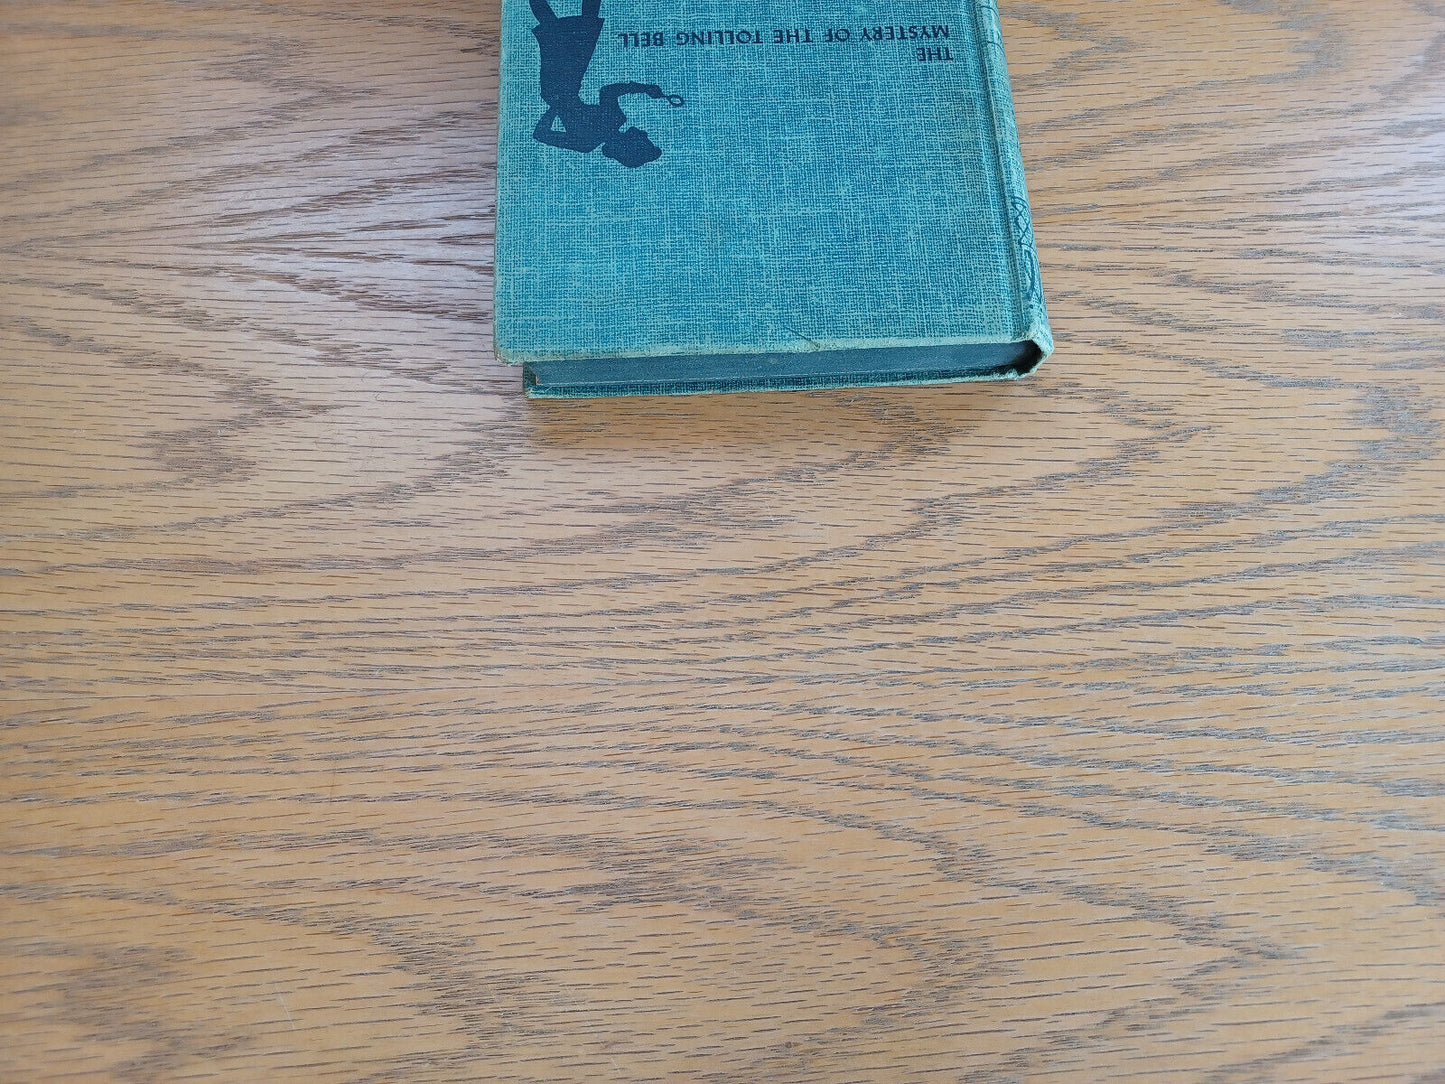 THE
MYSTERY OF THE TOLLING BELL